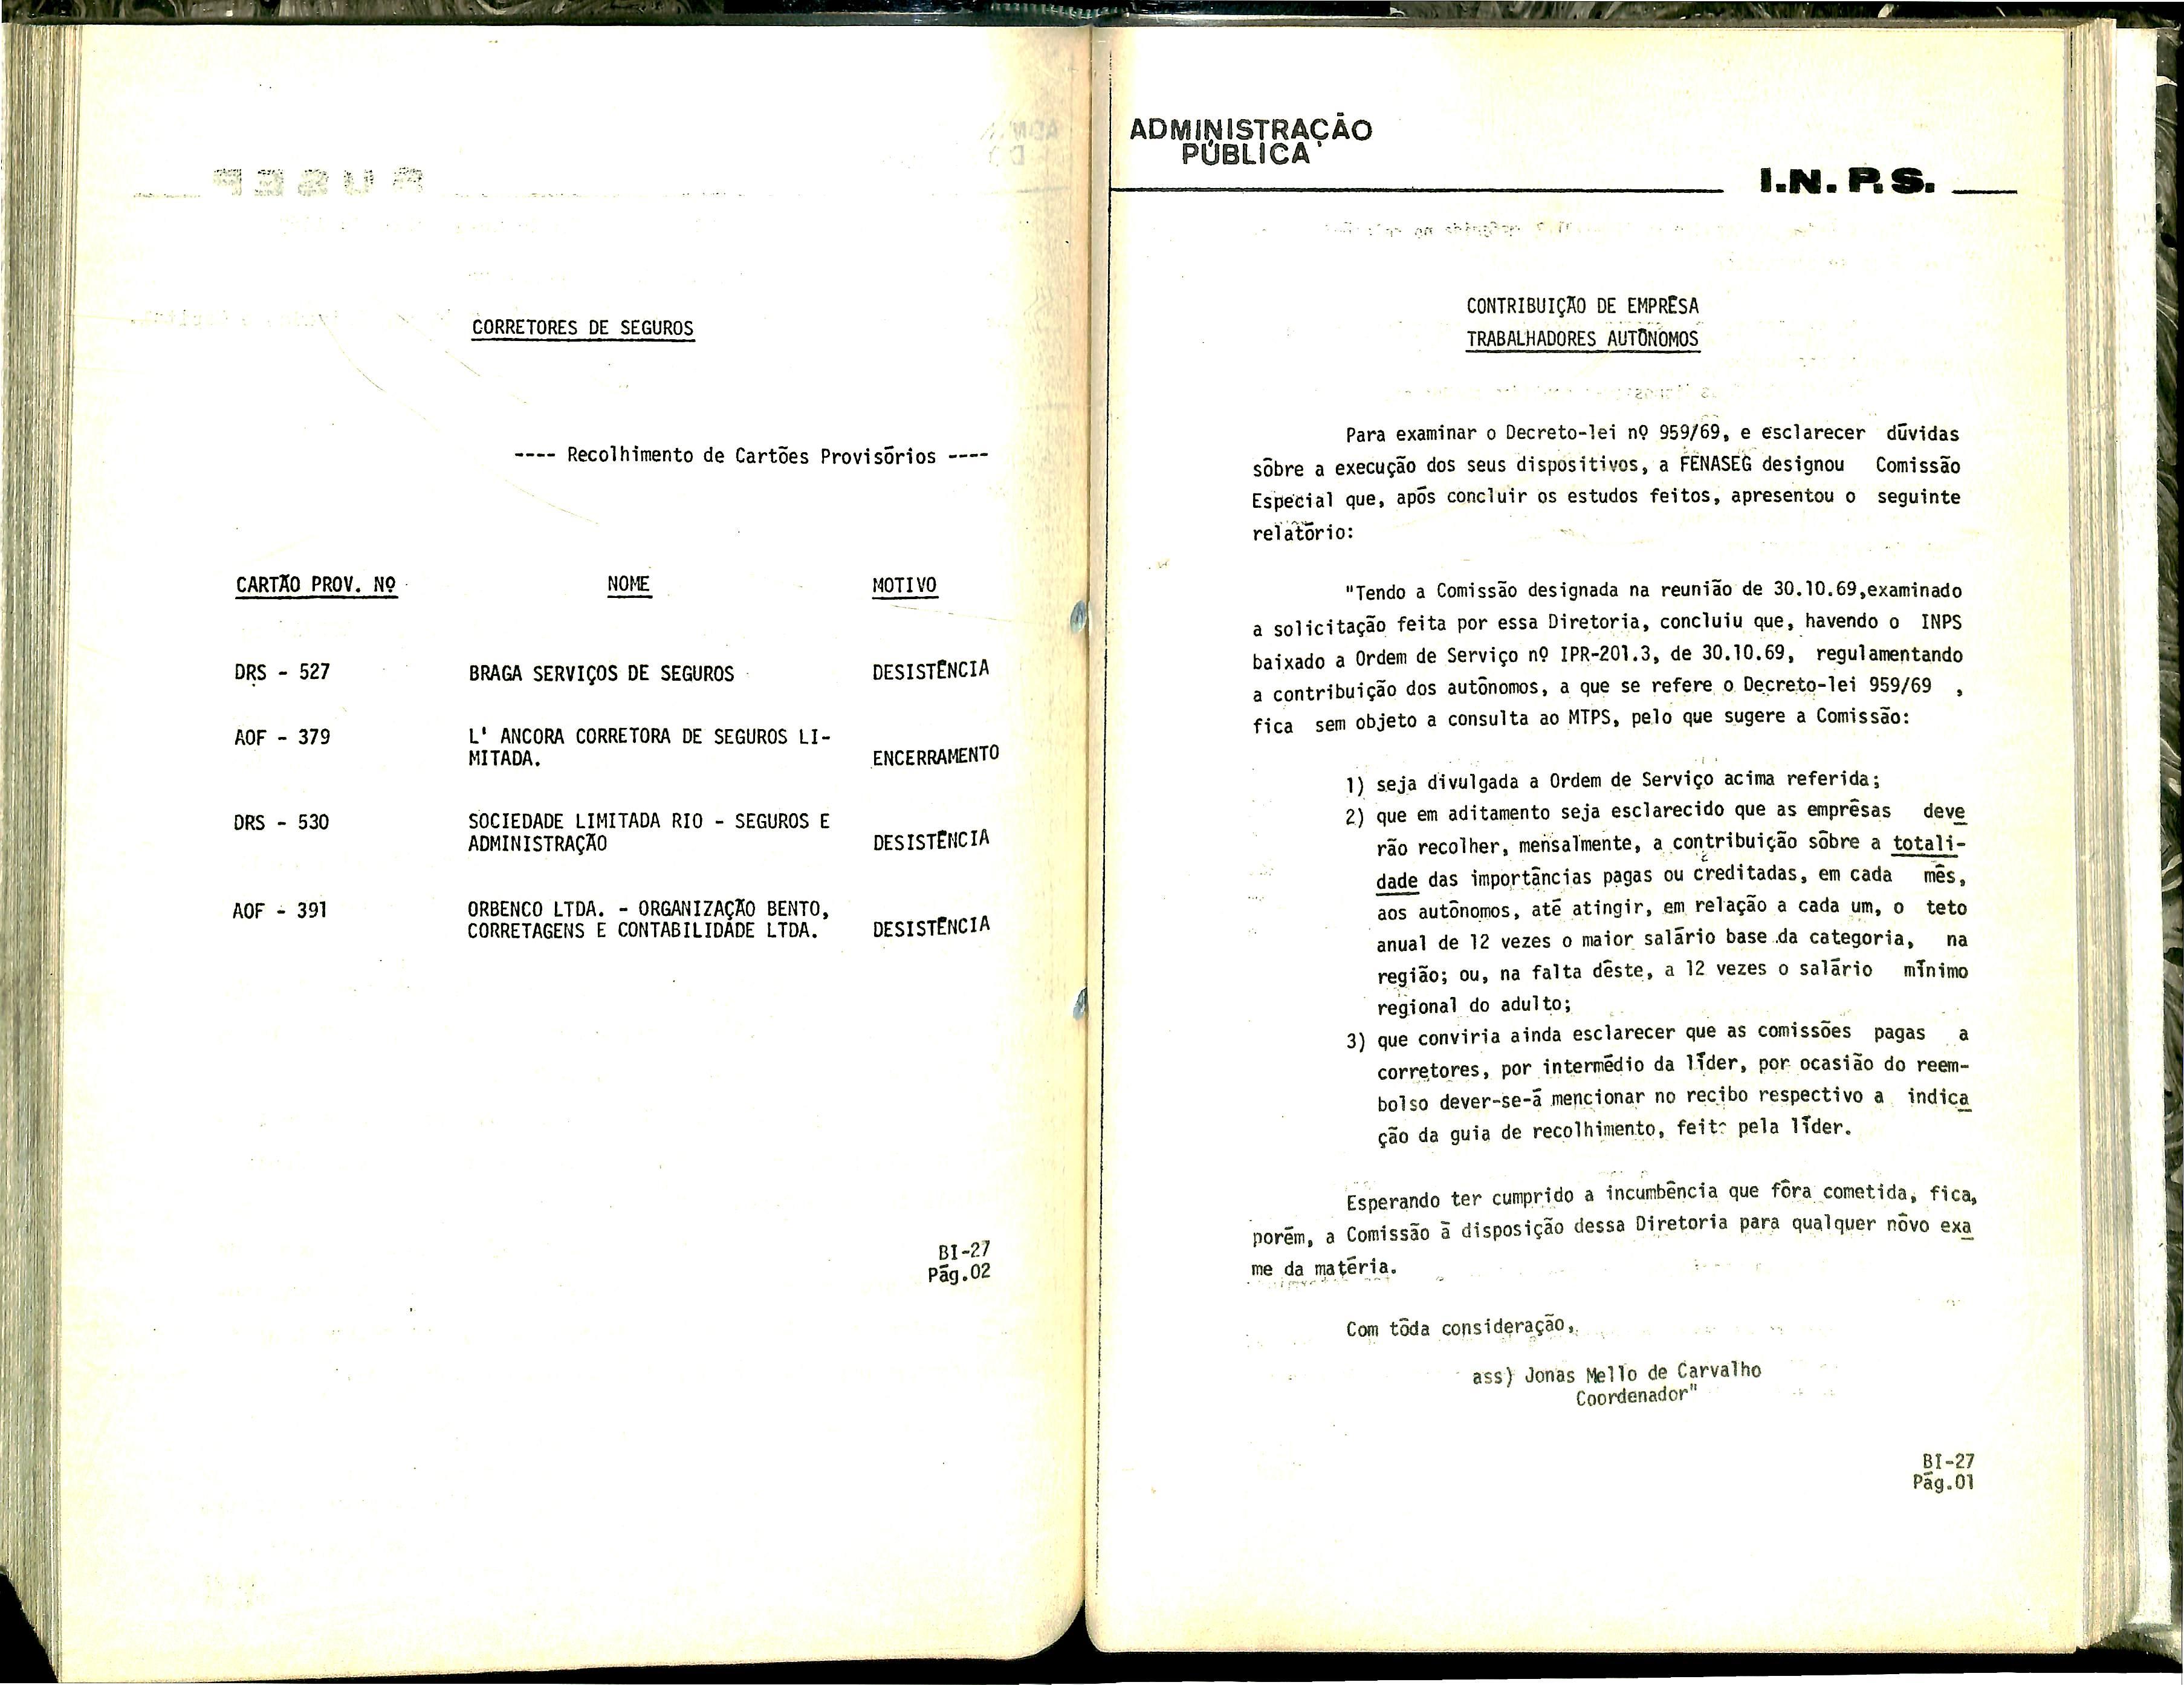 CORRETORES DE SEGUROS
---- Recolhimento de Cartões Provisórios ----
CARTÃO PROV. Nº NOME MOTIVO
DRS - 527 BRAGA SERVIÇOS DE SEGUROS DESISTÊNCIA
AOF - 379 L' ANCORA CORRETORA DE SEGUROS LI-
MITADA. ENCERRAMENTO
DRS - 530 SOCIEDADE LIMITADA RIO - SEGUROS E
ADMINISTRAÇÃO DESISTÊNCIA
AOF - 391 ORBENCO LTDA. - ORGANIZAÇÃO BENTO,
CORRETAGENS E CONTABILIDADE LTDA. DESISTÊNCIA
BI-27
Pág.02
ADMINISTRAÇÃO
PÚBLICA
I.N.P.S.
CONTRIBUIÇÃO DE EMPRÊSA
TRABALHADORES AUTÔNOMOS
Para examinar o Decreto-lei nº 959/69, e esclarecer dúvidas
sôbre a execução dos seus dispositivos, a FENASEG designou Comissão
Especial que, após concluir os estudos feitos, apresentou o seguinte
relatório:
"Tendo a Comissão designada na reunião de 30.10.69,examinado
a solicitação feita por essa Diretoria, concluiu que, havendo o INPS
baixado a Ordem de Serviço nº IPR-201.3, de 30.10.69, regulamentando
a contribuição dos autônomos, a que se refere o Decreto-lei 959/69 ,
fica sem objeto a consulta ao MTPS, pelo que sugere a Comissão:
1) seja divulgada a Ordem de Serviço acima referida;
2) que em aditamento seja esclarecido que as emprêsas deve
rão recolher, mensalmente, a contribuição sôbre a totali-
dade das importâncias pagas ou creditadas, em cada mês,
aos autônomos, até atingir, em relação a cada um, o teto
anual de 12 vezes o maior salário base da categoria, na
região; ou, na falta dêste, a 12 vezes o salário mínimo
regional do adulto;
3) que conviria ainda esclarecer que as comissões pagas a
corretores, por intermédio da líder, por ocasião do reem-
bolso dever-se-á mencionar no recibo respectivo a indica
ção da guia de recolhimento, feita pela líder.
Esperando ter cumprido a incumbência que fôra cometida, fica,
porém, a Comissão à disposição dessa Diretoria para qualquer nôvo exa
me da matéria.
Com tôda consideração,
ass) Jonas Mello de Carvalho
Coordenador"
BI-27
Pág.01